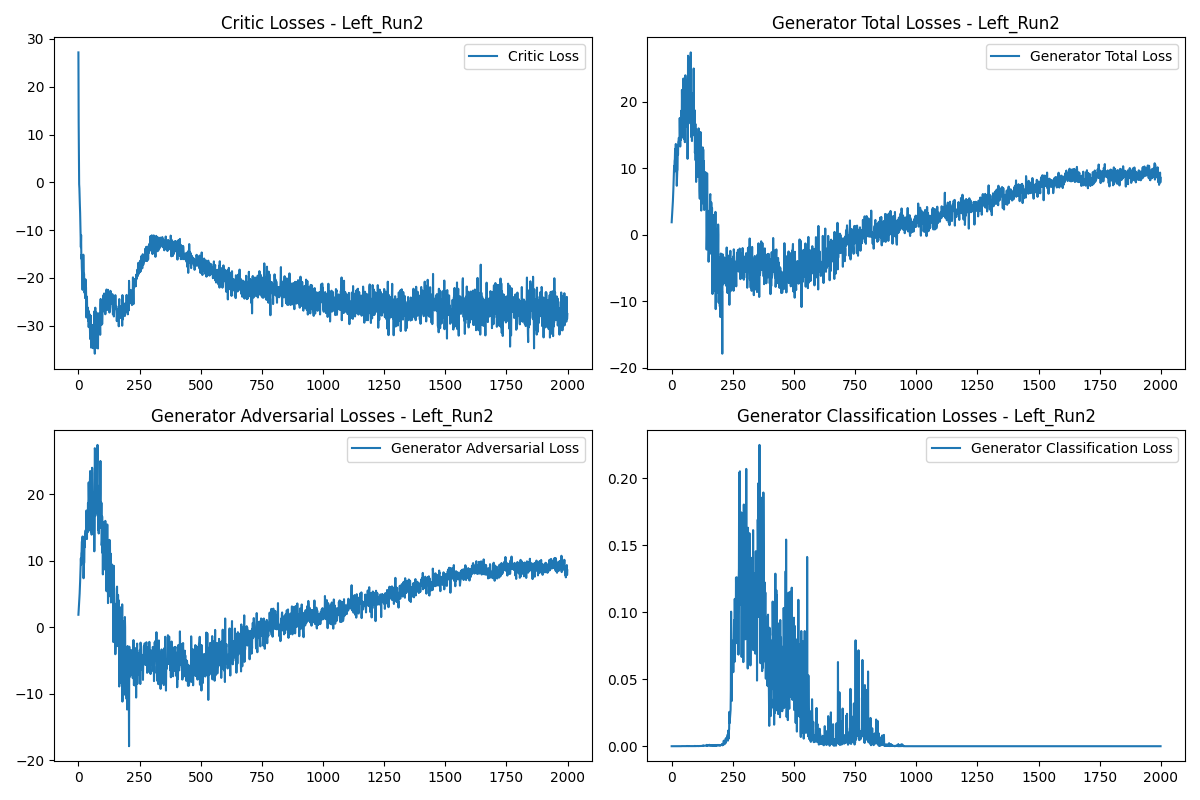 Critic Losses - Left_Run2
Critic Loss
30
20
10
0
−10
−20
−30
0 250 500 750 1000 1250 1500 1750 2000
Generator Total Losses - Left_Run2
Generator Total Loss
20
10
0
−10
−20
0 250 500 750 1000 1250 1500 1750 2000
Generator Adversarial Losses - Left_Run2
Generator Adversarial Loss
20
10
0
−10
−20
0 250 500 750 1000 1250 1500 1750 2000
Generator Classification Losses - Left_Run2
Generator Classification Loss
0.20
0.15
0.10
0.05
0.00
0 250 500 750 1000 1250 1500 1750 2000